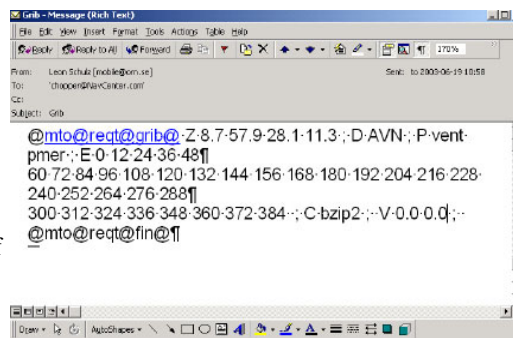 Grib - Message (Rich Text)
File Edit View Insert Format Tools Actions Table Help
Reply Reply to All Forward 170%
From: Leon Schulz [mobile@om.se] Sent: to 2003-06-19 10:58
To: 'chopper@NavCenter.com'
Cc:
Subject: Grib
@mto@reqt@grib@·Z·8.7·57.9·28.1·11.3·;·D·AVN·;·P·vent·
pmer·;·E·0·12·24·36·48¶
60·72·84·96·108·120·132·144·156·168·180·192·204·216·228·
240·252·264·276·288¶
300·312·324·336·348·360·372·384··;·C·bzip2·;··V·0.0.0.0·;··
@mto@reqt@fin@¶
f
Draw AutoShapes